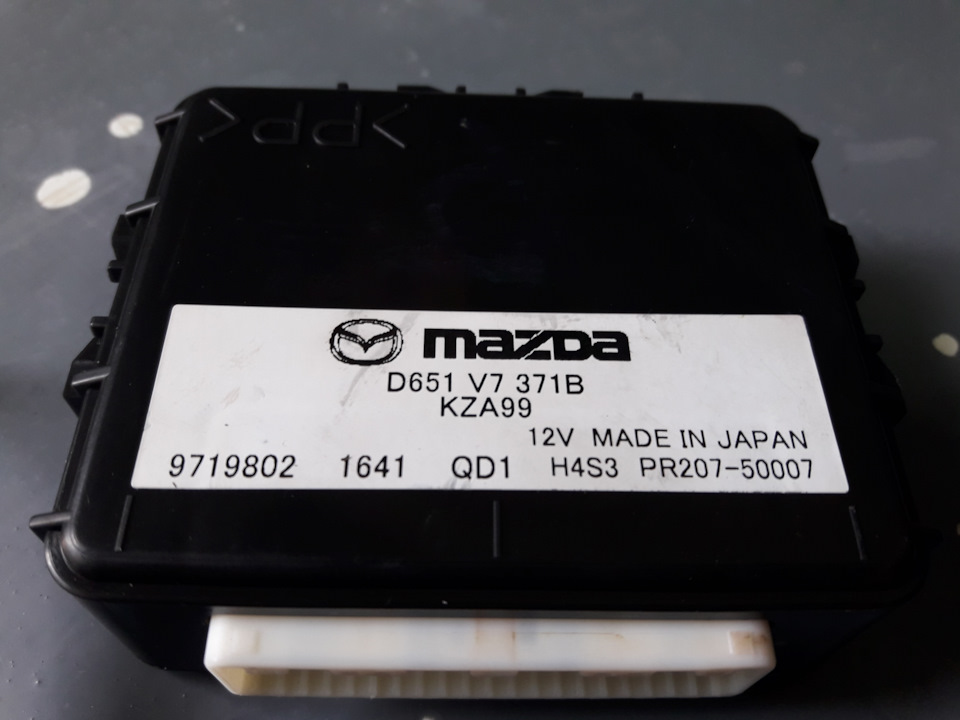 >PP<
mazda
D651 V7 371B
KZA99
12V MADE IN JAPAN
9719802 1641 QD1 H4S3 PR207-50007